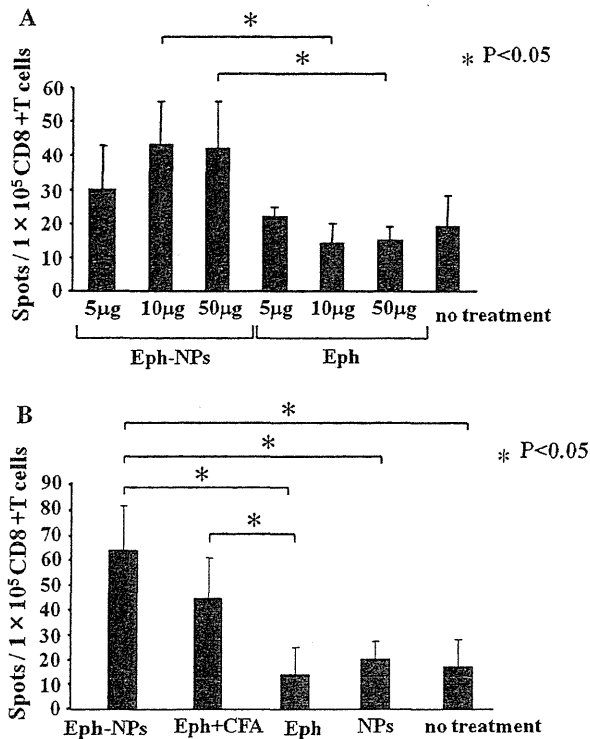 A
*
*
* P<0.05
Spots / 1 × 10⁵ CD8 +T cells
60
50
40
30
20
10
0
5μg 10μg 50μg 5μg 10μg 50μg no treatment
Eph-NPs Eph
B
*
*
*
*
* P<0.05
Spots / 1 × 10⁵ CD8 +T cells
90
80
70
60
50
40
30
20
10
0
Eph-NPs Eph+CFA Eph NPs no treatment